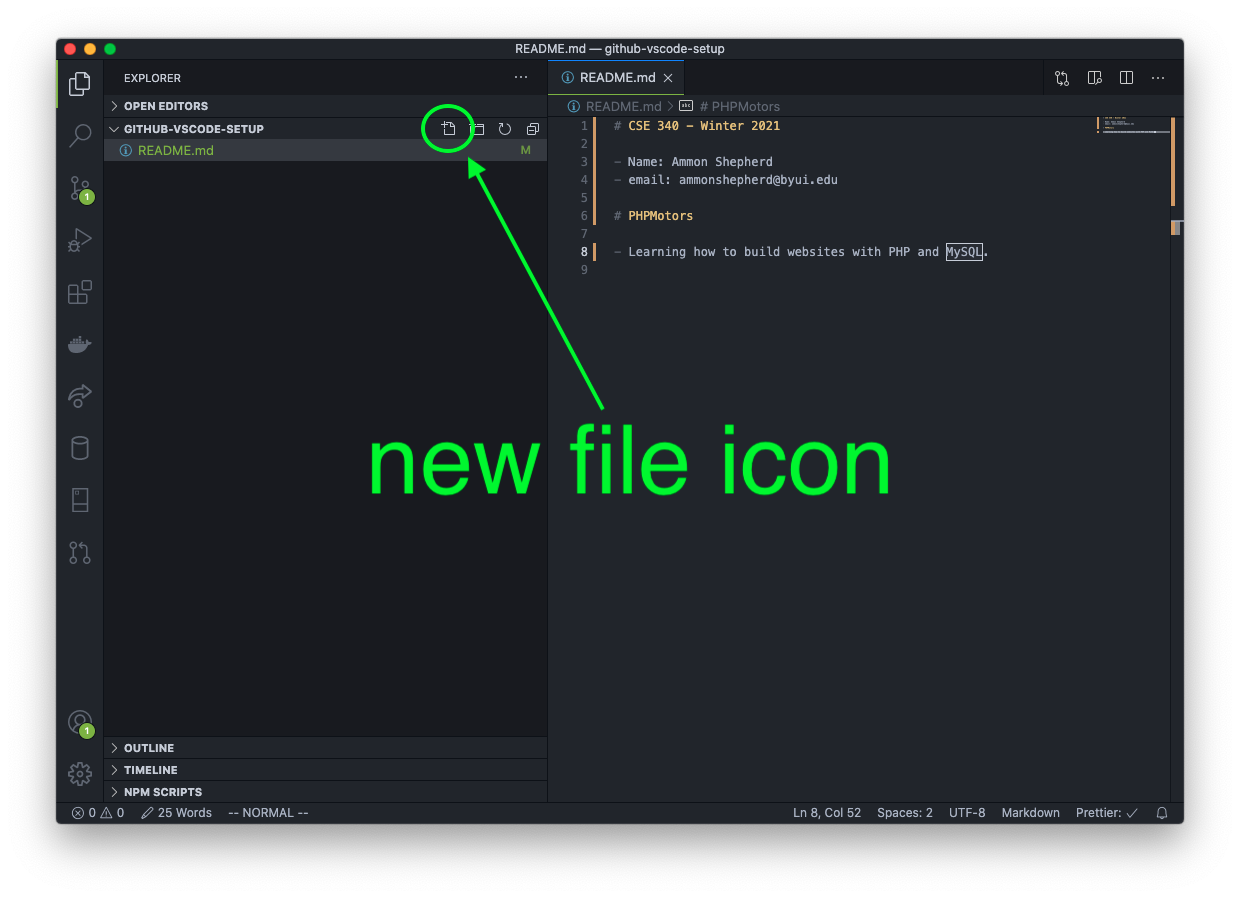 README.md — github-vscode-setup
EXPLORER
OPEN EDITORS
GITHUB-VSCODE-SETUP
README.md M
1
1
README.md
README.md > abc # PHPMotors
1 # CSE 340 - Winter 2021
2
3 - Name: Ammon Shepherd
4 - email: ammonshepherd@byui.edu
5
6 # PHPMotors
7
8 - Learning how to build websites with PHP and MySQL.
9
new file icon
OUTLINE
TIMELINE
NPM SCRIPTS
0 0 25 Words -- NORMAL -- Ln 8, Col 52 Spaces: 2 UTF-8 Markdown Prettier: ✓